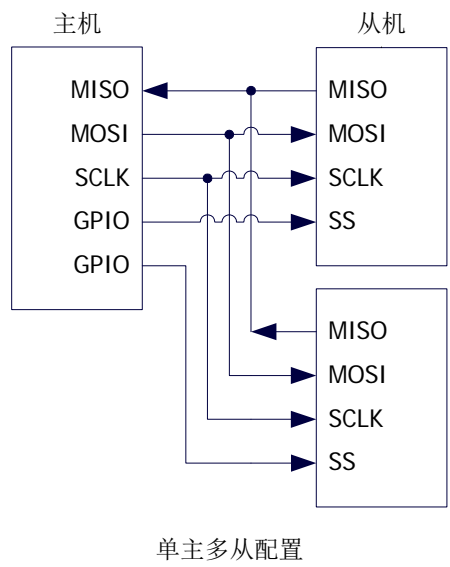 主机
从机
MISO
MOSI
SCLK
GPIO
GPIO
MISO
MOSI
SCLK
SS
MISO
MOSI
SCLK
SS
单主多从配置